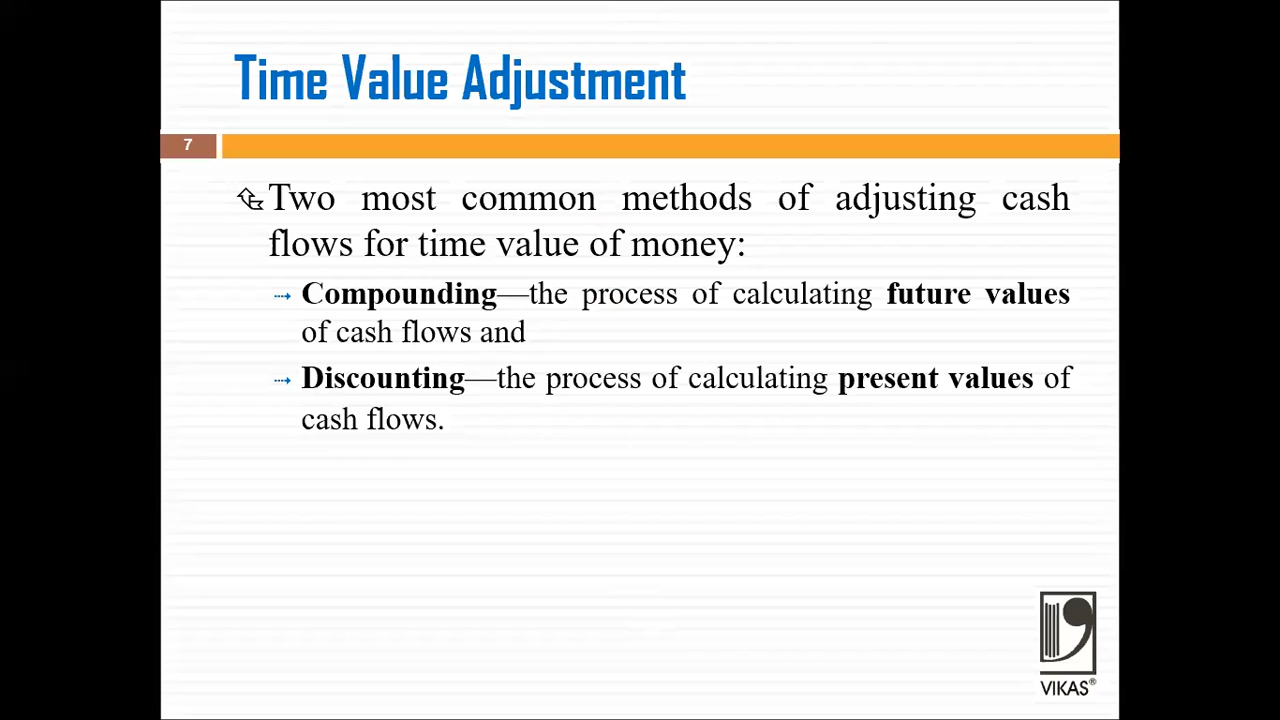 Time Value Adjustment
7
Two most common methods of adjusting cash
flows for time value of money:
Compounding—the process of calculating future values
of cash flows and
Discounting—the process of calculating present values of
cash flows.
VIKAS®